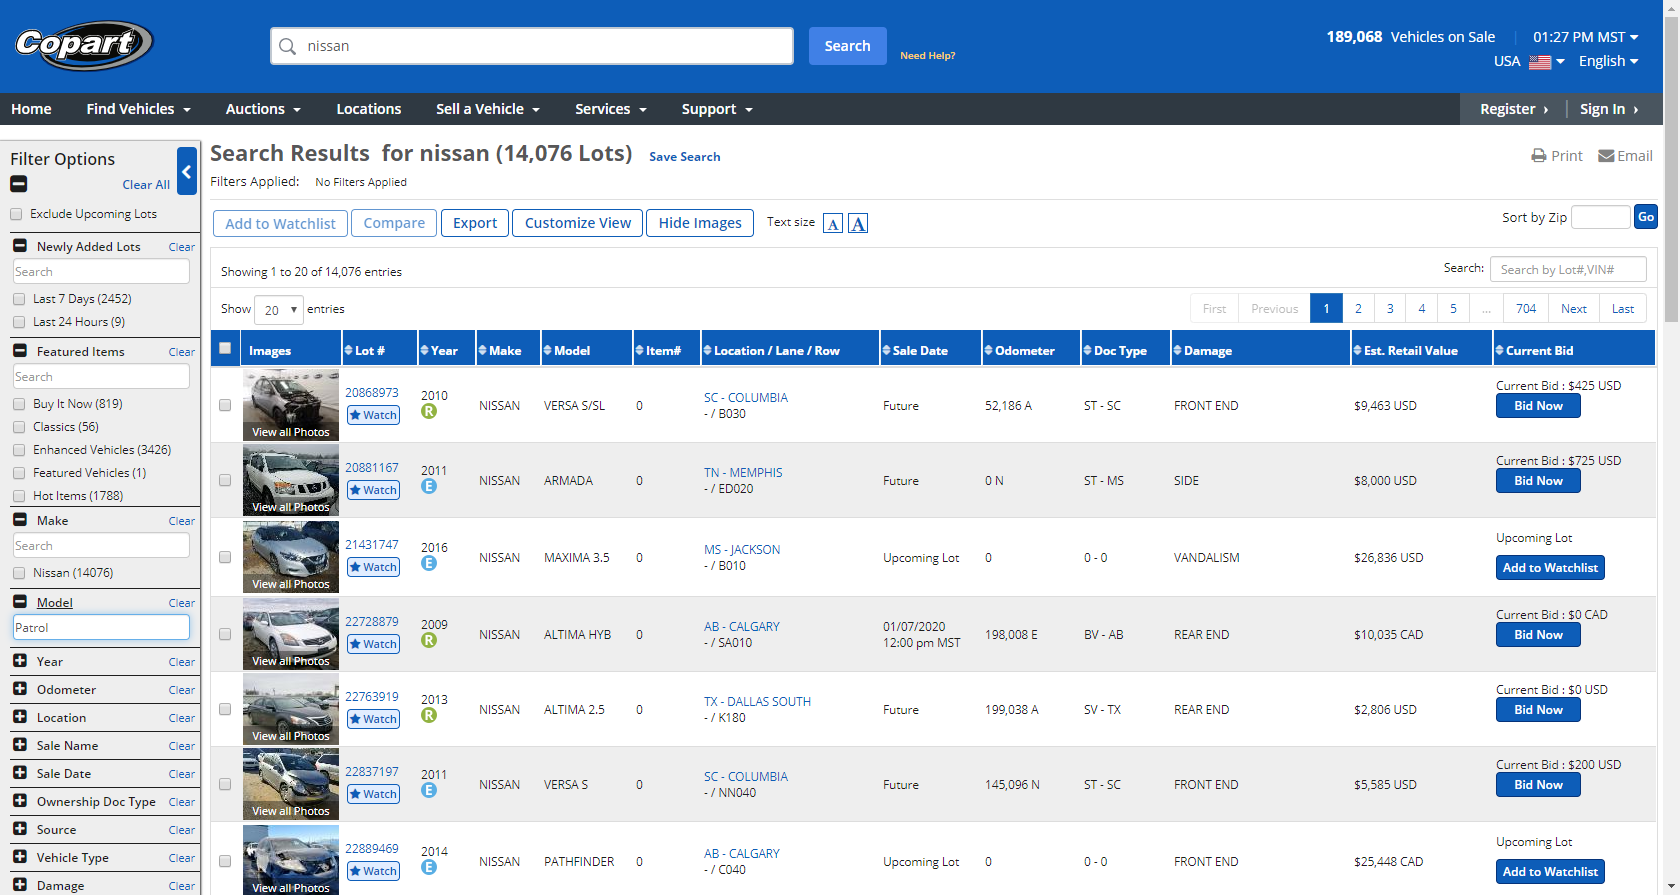 Copart
nissan
Search
Need Help?
189,068 Vehicles on Sale
01:27 PM MST
USA
English
Home
Find Vehicles
Auctions
Locations
Sell a Vehicle
Services
Support
Register ›
Sign In ›
Filter Options
Clear All
Exclude Upcoming Lots
Newly Added Lots Clear
Search
Last 7 Days (2452)
Last 24 Hours (9)
Featured Items Clear
Search
Buy It Now (819)
Classics (56)
Enhanced Vehicles (3426)
Featured Vehicles (1)
Hot Items (1788)
Make Clear
Search
Nissan (14076)
Model Clear
Patrol
Year Clear
Odometer Clear
Location Clear
Sale Name Clear
Sale Date Clear
Ownership Doc Type Clear
Source Clear
Vehicle Type Clear
Damage Clear
Search Results for nissan (14,076 Lots) Save Search
Print Email
Filters Applied: No Filters Applied
Add to Watchlist Compare Export Customize View Hide Images Text size A A
Sort by Zip Go
Showing 1 to 20 of 14,076 entries
Search: Search by Lot#,VIN#
Show 20 entries
First Previous 1 2 3 4 5 ... 704 Next Last
Images Lot # Year Make Model Item# Location / Lane / Row Sale Date Odometer Doc Type Damage Est. Retail Value Current Bid
View all Photos
20868973
Watch
2010
R
NISSAN VERSA S/SL 0
SC - COLUMBIA
- / B030
Future 52,186 A ST - SC FRONT END $9,463 USD
Current Bid : $425 USD
Bid Now
View all Photos
20881167
Watch
2011
E
NISSAN ARMADA 0
TN - MEMPHIS
- / ED020
Future 0 N ST - MS SIDE $8,000 USD
Current Bid : $725 USD
Bid Now
View all Photos
21431747
Watch
2016
E
NISSAN MAXIMA 3.5 0
MS - JACKSON
- / B010
Upcoming Lot 0 0 - 0 VANDALISM $26,836 USD
Upcoming Lot
Add to Watchlist
View all Photos
22728879
Watch
2009
R
NISSAN ALTIMA HYB 0
AB - CALGARY
- / SA010
01/07/2020
12:00 pm MST
198,008 E BV - AB REAR END $10,035 CAD
Current Bid : $0 CAD
Bid Now
View all Photos
22763919
Watch
2013
R
NISSAN ALTIMA 2.5 0
TX - DALLAS SOUTH
- / K180
Future 199,038 A SV - TX REAR END $2,806 USD
Current Bid : $0 USD
Bid Now
View all Photos
22837197
Watch
2011
E
NISSAN VERSA S 0
SC - COLUMBIA
- / NN040
Future 145,096 N ST - SC FRONT END $5,585 USD
Current Bid : $200 USD
Bid Now
View all Photos
22889469
Watch
2014
E
NISSAN PATHFINDER 0
AB - CALGARY
- / C040
Upcoming Lot 0 0 - 0 FRONT END $25,448 CAD
Upcoming Lot
Add to Watchlist